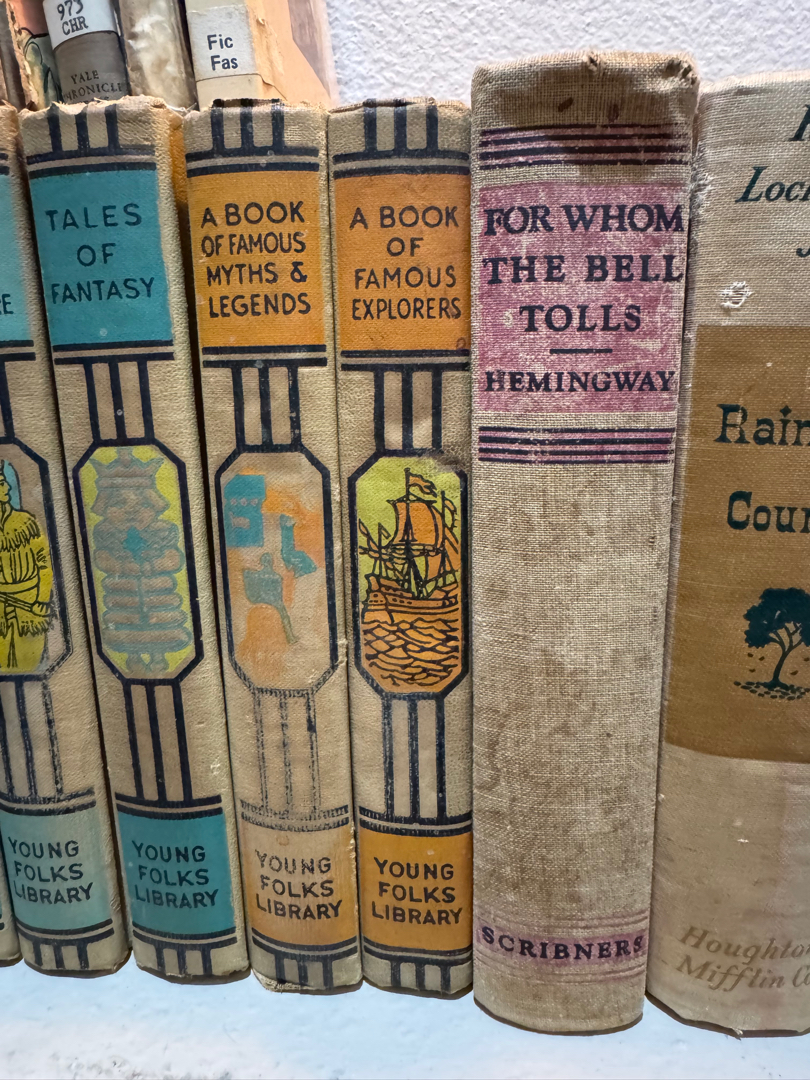 973
CHR
YALE
CHRONICLE
Fic
Fas
TALES
OF
FANTASY
YOUNG
FOLKS
LIBRARY
YOUNG
FOLKS
LIBRARY
A BOOK
OF FAMOUS
MYTHS &
LEGENDS
YOUNG
FOLKS
LIBRARY
A BOOK
OF
FAMOUS
EXPLORERS
YOUNG
FOLKS
LIBRARY
FOR WHOM
THE BELL
TOLLS
HEMINGWAY
SCRIBNERS
Houghton
Mifflin